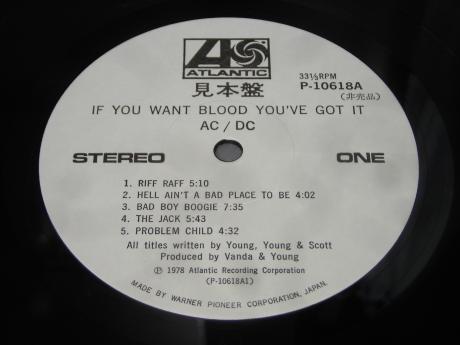 ATLANTIC
見本盤
33⅓RPM
P-10618A
(非売品)
IF YOU WANT BLOOD YOU'VE GOT IT
AC/DC
STEREO ONE
1. RIFF RAFF 5:10
2. HELL AIN'T A BAD PLACE TO BE 4:02
3. BAD BOY BOOGIE 7:35
4. THE JACK 5:43
5. PROBLEM CHILD 4:32
All titles written by Young, Young & Scott
Produced by Vanda & Young
Ⓟ 1978 Atlantic Recording Corporation
(P-10618A1)
MADE BY WARNER PIONEER CORPORATION, JAPAN.